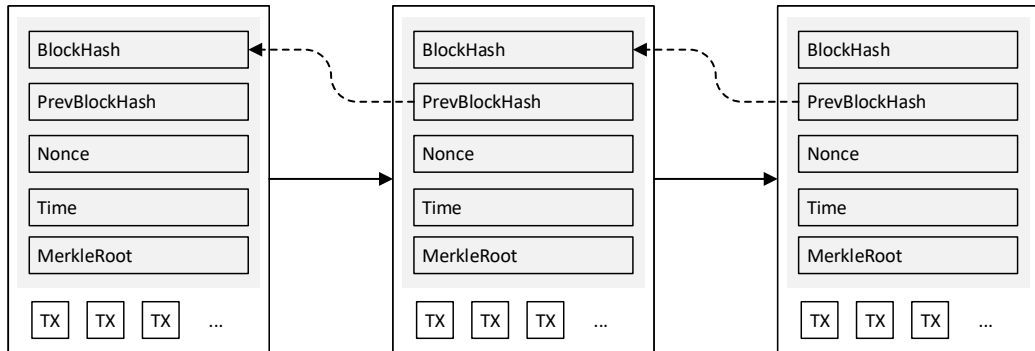 BlockHash
PrevBlockHash
Nonce
Time
MerkleRoot
TX TX TX ...
BlockHash
PrevBlockHash
Nonce
Time
MerkleRoot
TX TX TX ...
BlockHash
PrevBlockHash
Nonce
Time
MerkleRoot
TX TX TX ...